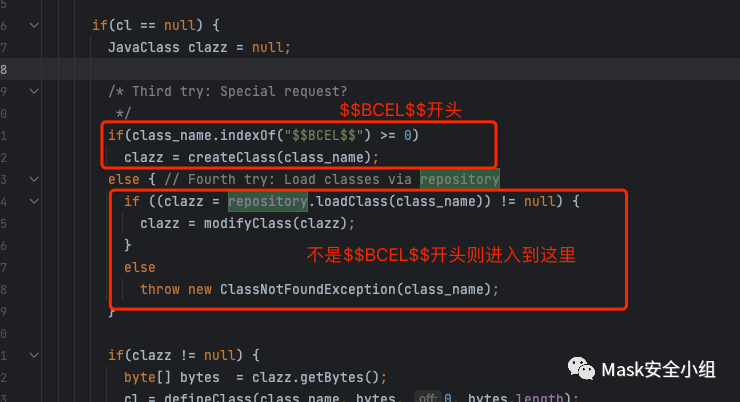 5
6 if(cl == null) {
7 JavaClass clazz = null;
8
9 /* Third try: Special request?
$$BCEL$$开头
0 */
1 if(class_name.indexOf("$$BCEL$$") >= 0)
2 clazz = createClass(class_name);
3 else { // Fourth try: Load classes via repository
4 if ((clazz = repository.loadClass(class_name)) != null) {
5 clazz = modifyClass(clazz);
6 }
不是$$BCEL$$开头则进入到这里
7 else
8 throw new ClassNotFoundException(class_name);
9 }
0
1 if(clazz != null) {
2 byte[] bytes = clazz.getBytes();
Mask安全小组
3 cl = defineClass(class_name, bytes, off: 0, bytes.length);